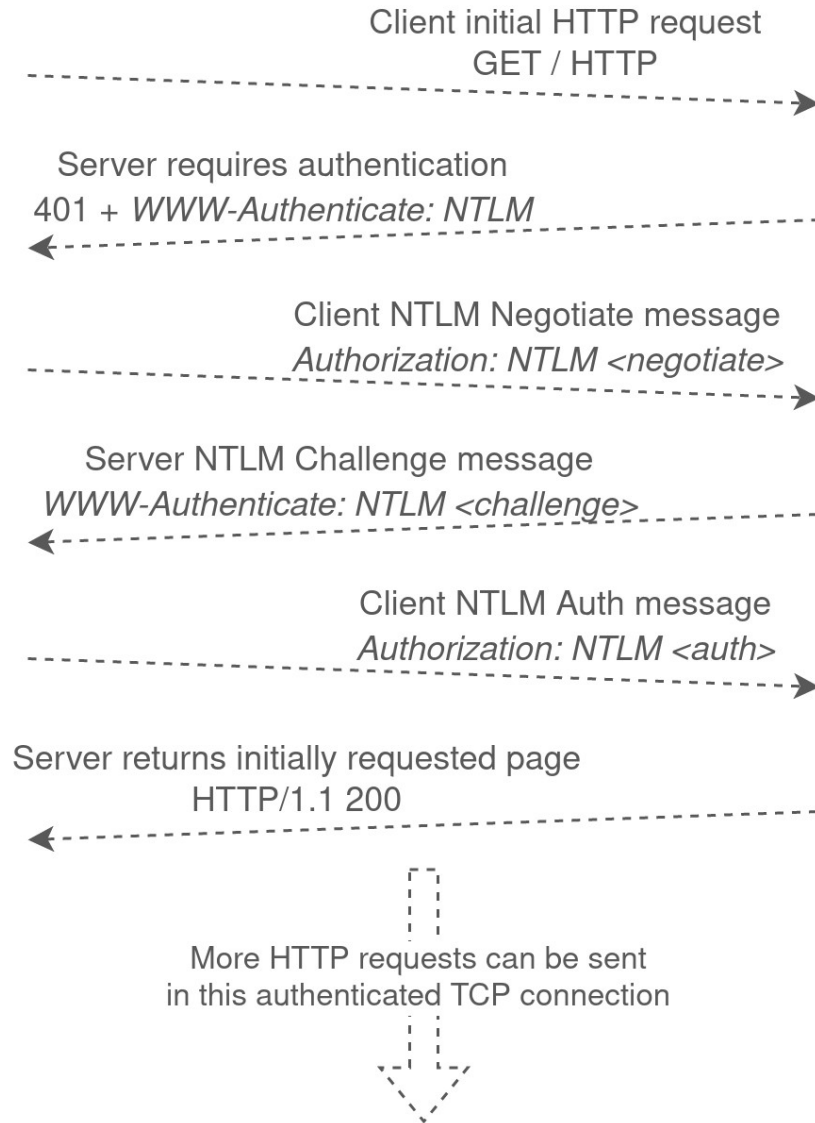 Client initial HTTP request
GET / HTTP
Server requires authentication
401 + WWW-Authenticate: NTLM
Client NTLM Negotiate message
Authorization: NTLM <negotiate>
Server NTLM Challenge message
WWW-Authenticate: NTLM <challenge>
Client NTLM Auth message
Authorization: NTLM <auth>
Server returns initially requested page
HTTP/1.1 200
More HTTP requests can be sent
in this authenticated TCP connection